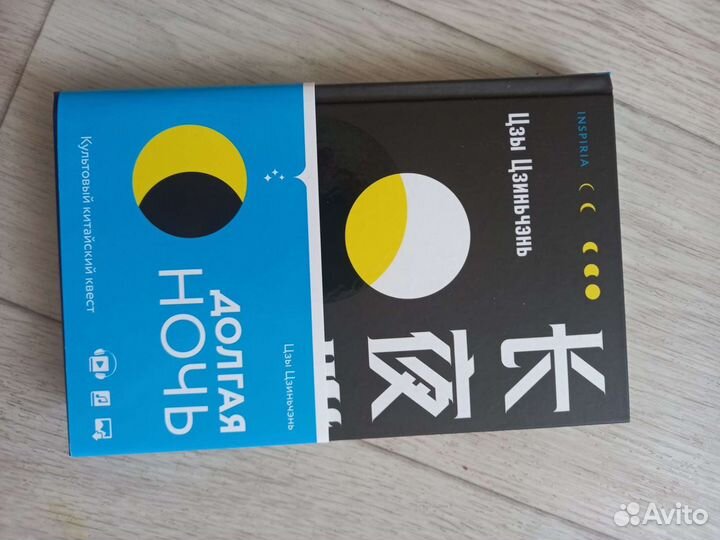 INSPIRIA
Цзы Цзиньчэнь
长
夜
Цзы Цзиньчэнь
ДОЛГАЯ
НОЧЬ
Культовый китайский квест
Avito